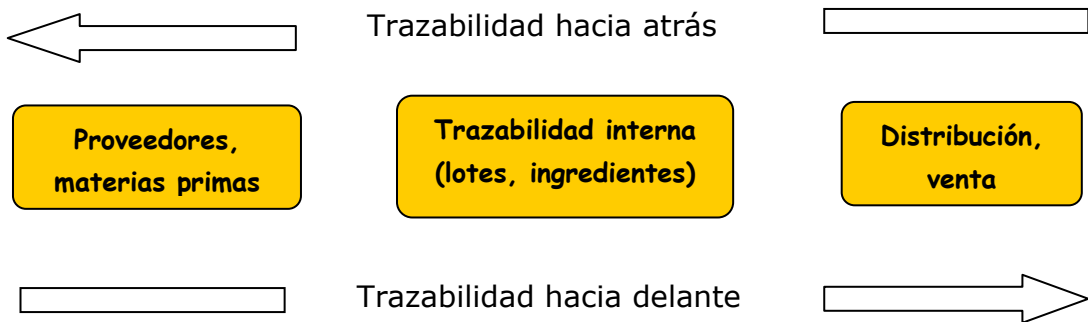 Trazabilidad hacia atrás
Proveedores,
materias primas
Trazabilidad interna
(lotes, ingredientes)
Distribución,
venta
Trazabilidad hacia delante